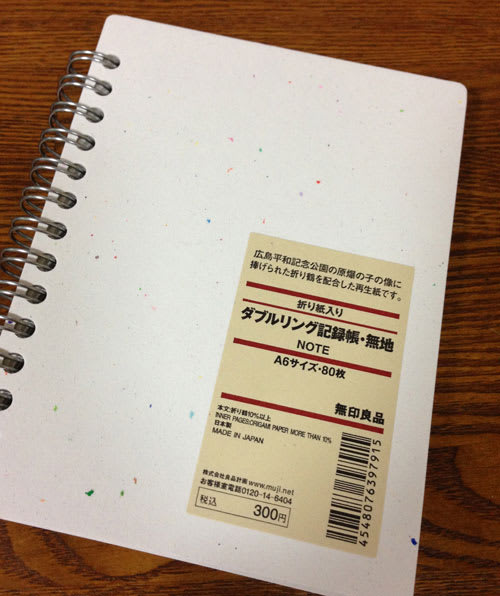 広島平和記念公園の原爆の子の像に
捧げられた折り鶴を配合した再生紙です。
折り紙入り
ダブルリング記録帳・無地
NOTE
A6サイズ・80枚
無印良品
本文:折り鶴10%以上
INNER PAGES:ORIGAMI PAPER MORE THAN 10%
日本製
MADE IN JAPAN
株式会社良品計画 www.muji.net
お客様室電話0120-14-6404
税込 300円
4548076397915